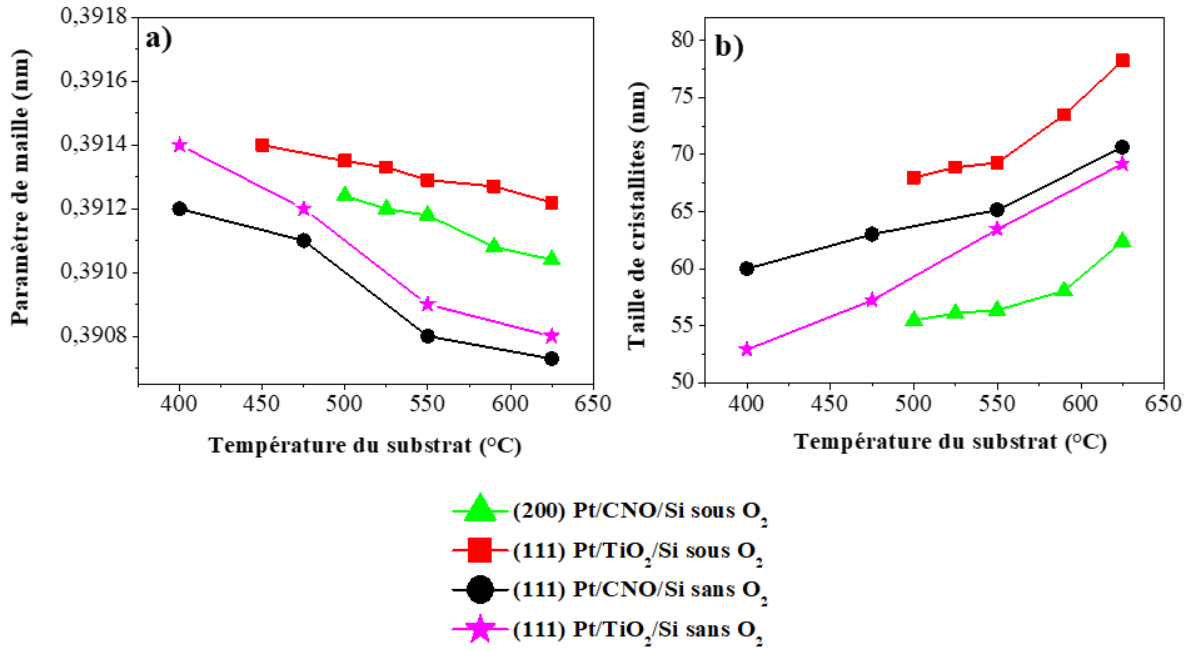 a)
Paramètre de maille (nm)
0,3918
0,3916
0,3914
0,3912
0,3910
0,3908
400 450 500 550 600 650
Température du substrat (°C)
b)
Taille de cristallites (nm)
80
75
70
65
60
55
50
400 450 500 550 600 650
Température du substrat (°C)
(200) Pt/CNO/Si sous O₂
(111) Pt/TiO₂/Si sous O₂
(111) Pt/CNO/Si sans O₂
(111) Pt/TiO₂/Si sans O₂